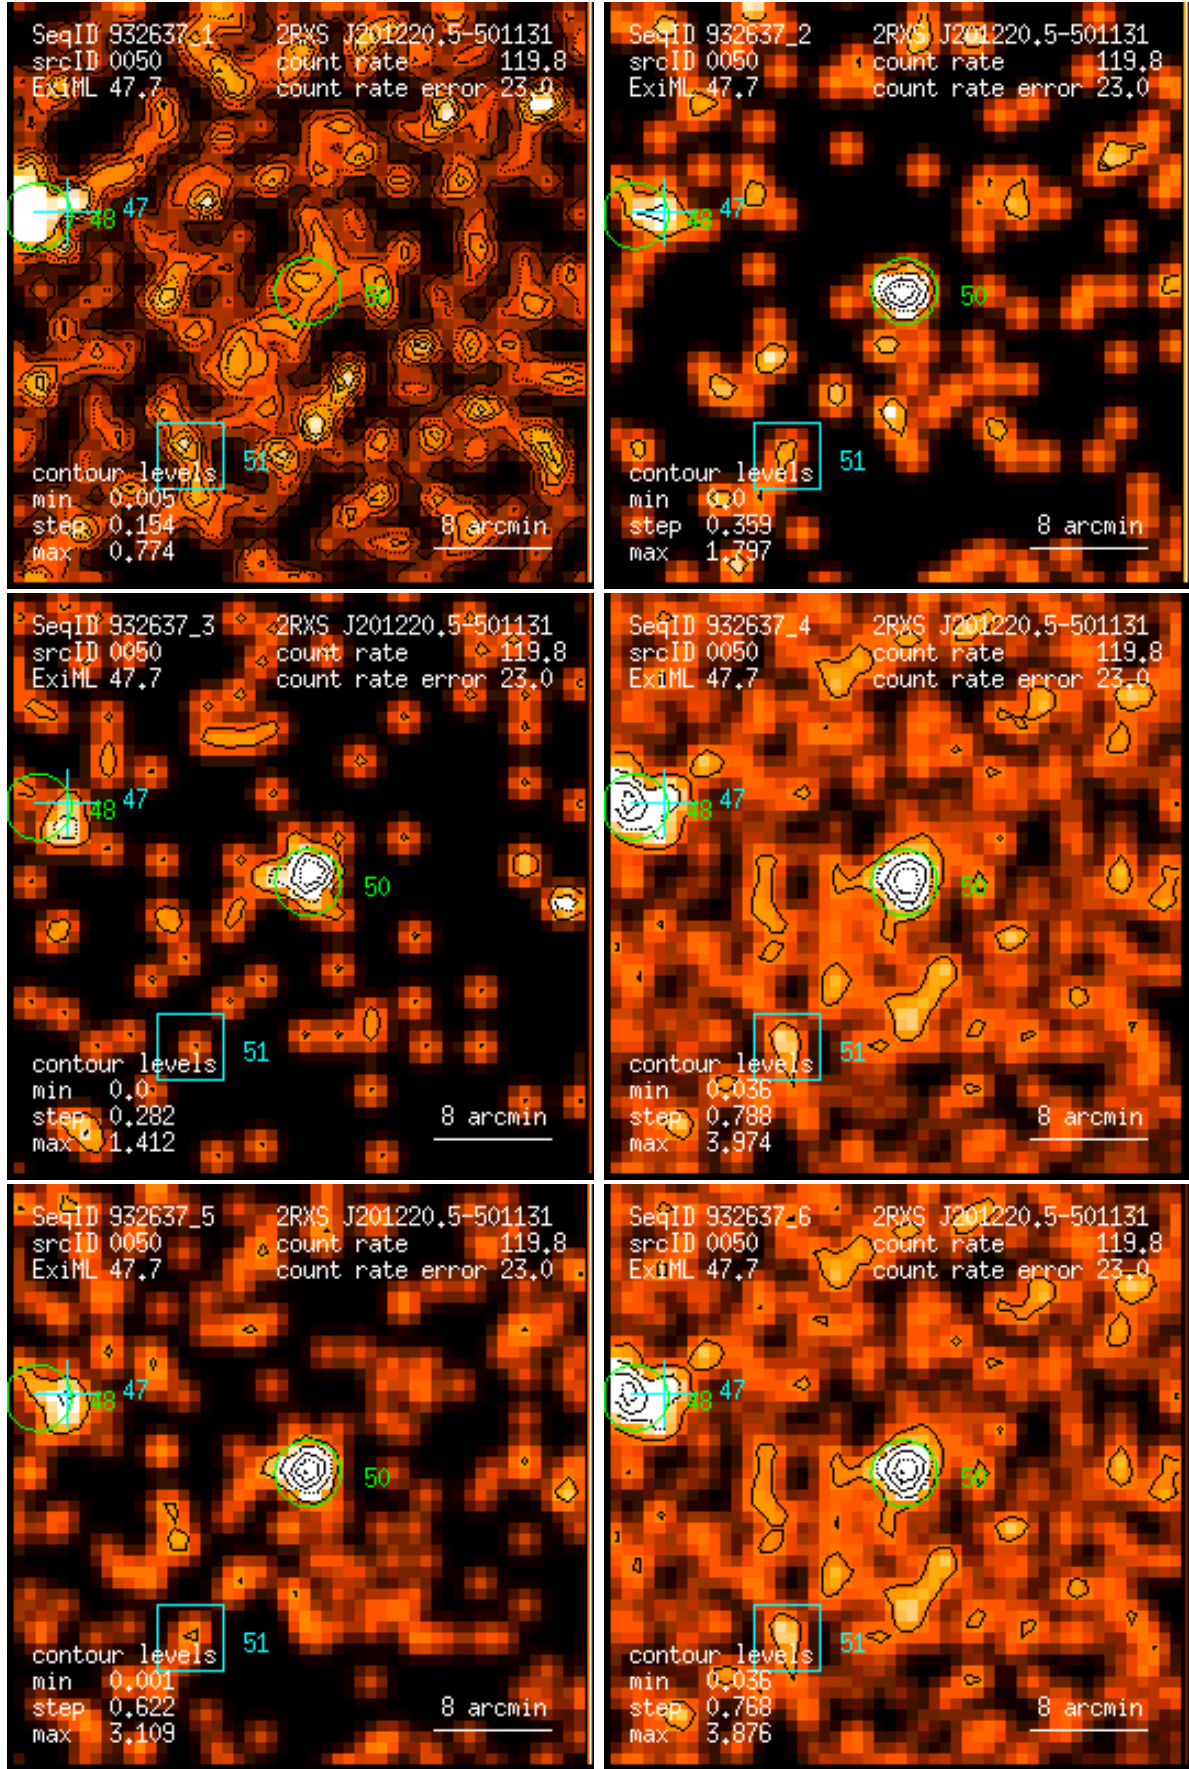 SeqID 932637_1 2RXS J201220.5-501131
srcID 0050 count rate 119.8
ExiML 47.7 count rate error 23.0
48 47
50
51
contour levels
min 0.005
step 0.154 8 arcmin
max 0.774
SeqID 932637_2 2RXS J201220.5-501131
srcID 0050 count rate 119.8
ExiML 47.7 count rate error 23.0
48 47
50
51
contour levels
min 0.0
step 0.359 8 arcmin
max 1.797
SeqID 932637_3 2RXS J201220.5-501131
srcID 0050 count rate 119.8
ExiML 47.7 count rate error 23.0
48 47
50
51
contour levels
min 0.0
step 0.282 8 arcmin
max 1.412
SeqID 932637_4 2RXS J201220.5-501131
srcID 0050 count rate 119.8
ExiML 47.7 count rate error 23.0
48 47
50
51
contour levels
min 0.036
step 0.788 8 arcmin
max 3.974
SeqID 932637_5 2RXS J201220.5-501131
srcID 0050 count rate 119.8
ExiML 47.7 count rate error 23.0
48 47
50
51
contour levels
min 0.001
step 0.622 8 arcmin
max 3.109
SeqID 932637_6 2RXS J201220.5-501131
srcID 0050 count rate 119.8
ExiML 47.7 count rate error 23.0
48 47
50
51
contour levels
min 0.036
step 0.768 8 arcmin
max 3.876